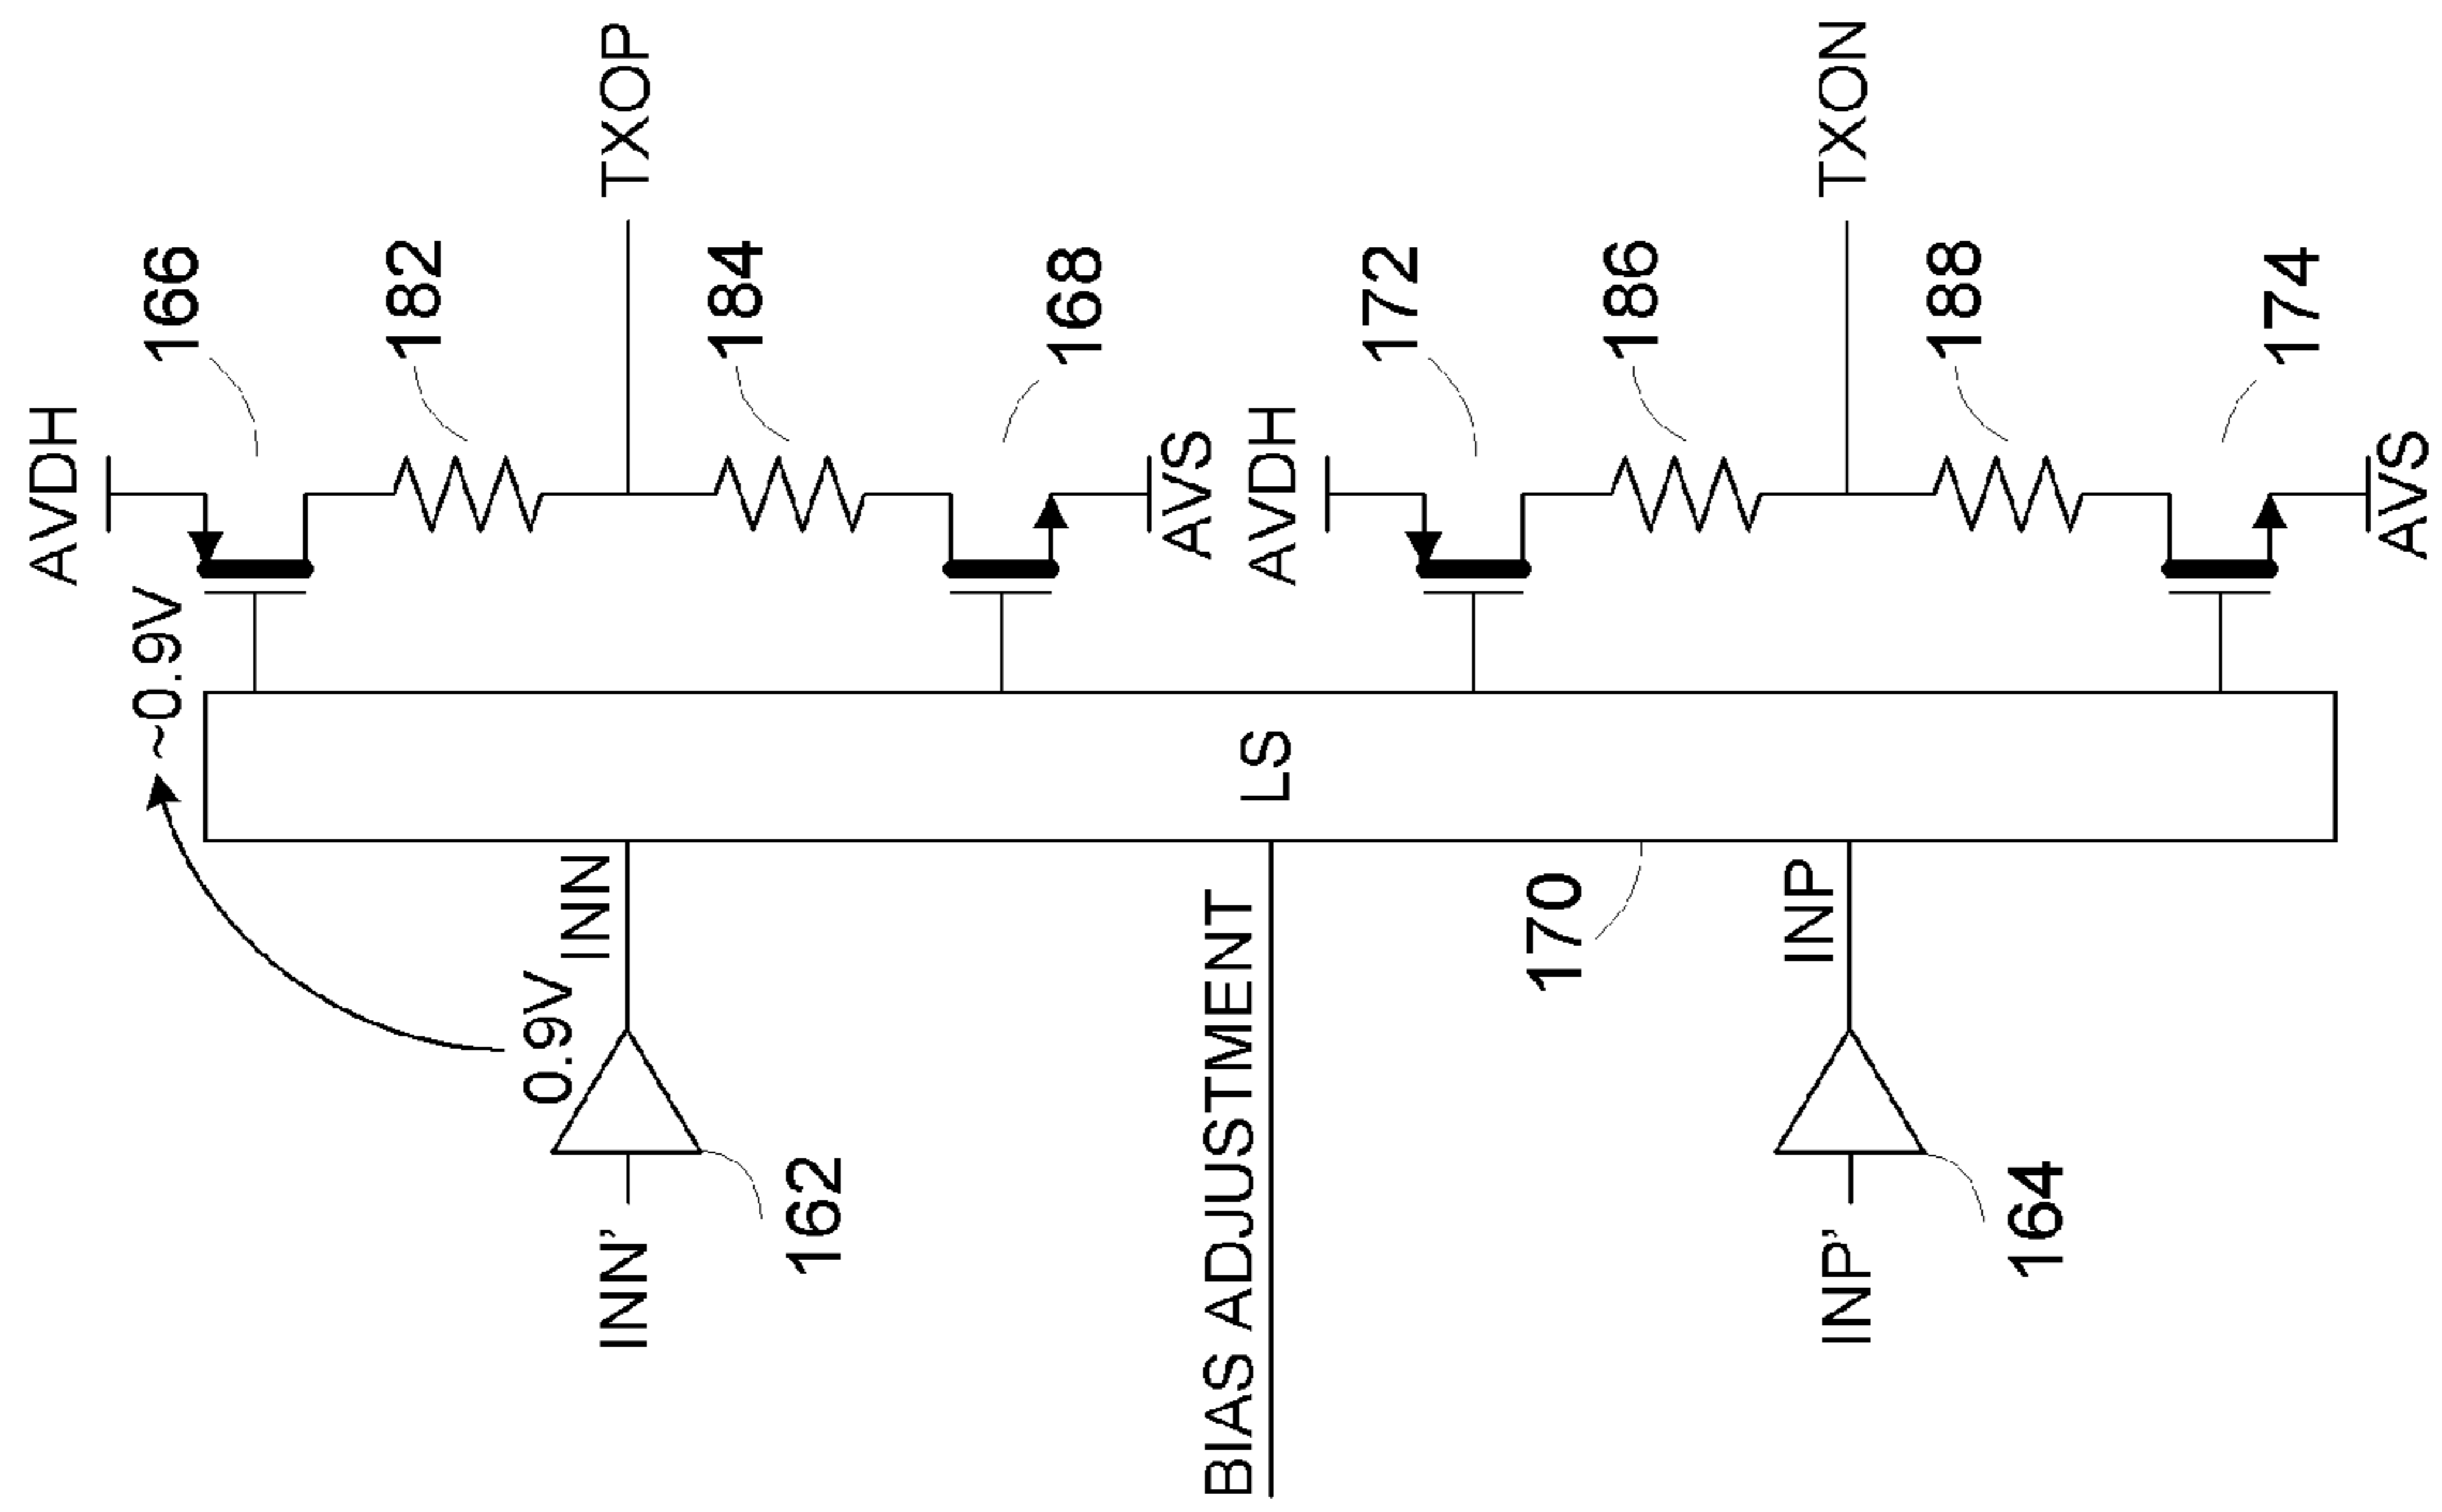 AVDH
166
~0.9V
182
TXOP
184
168
AVS
0.9V
INN
INN'
162
LS
BIAS ADJUSTMENT
170
AVDH
172
186
TXON
188
174
AVS
INP
INP'
164